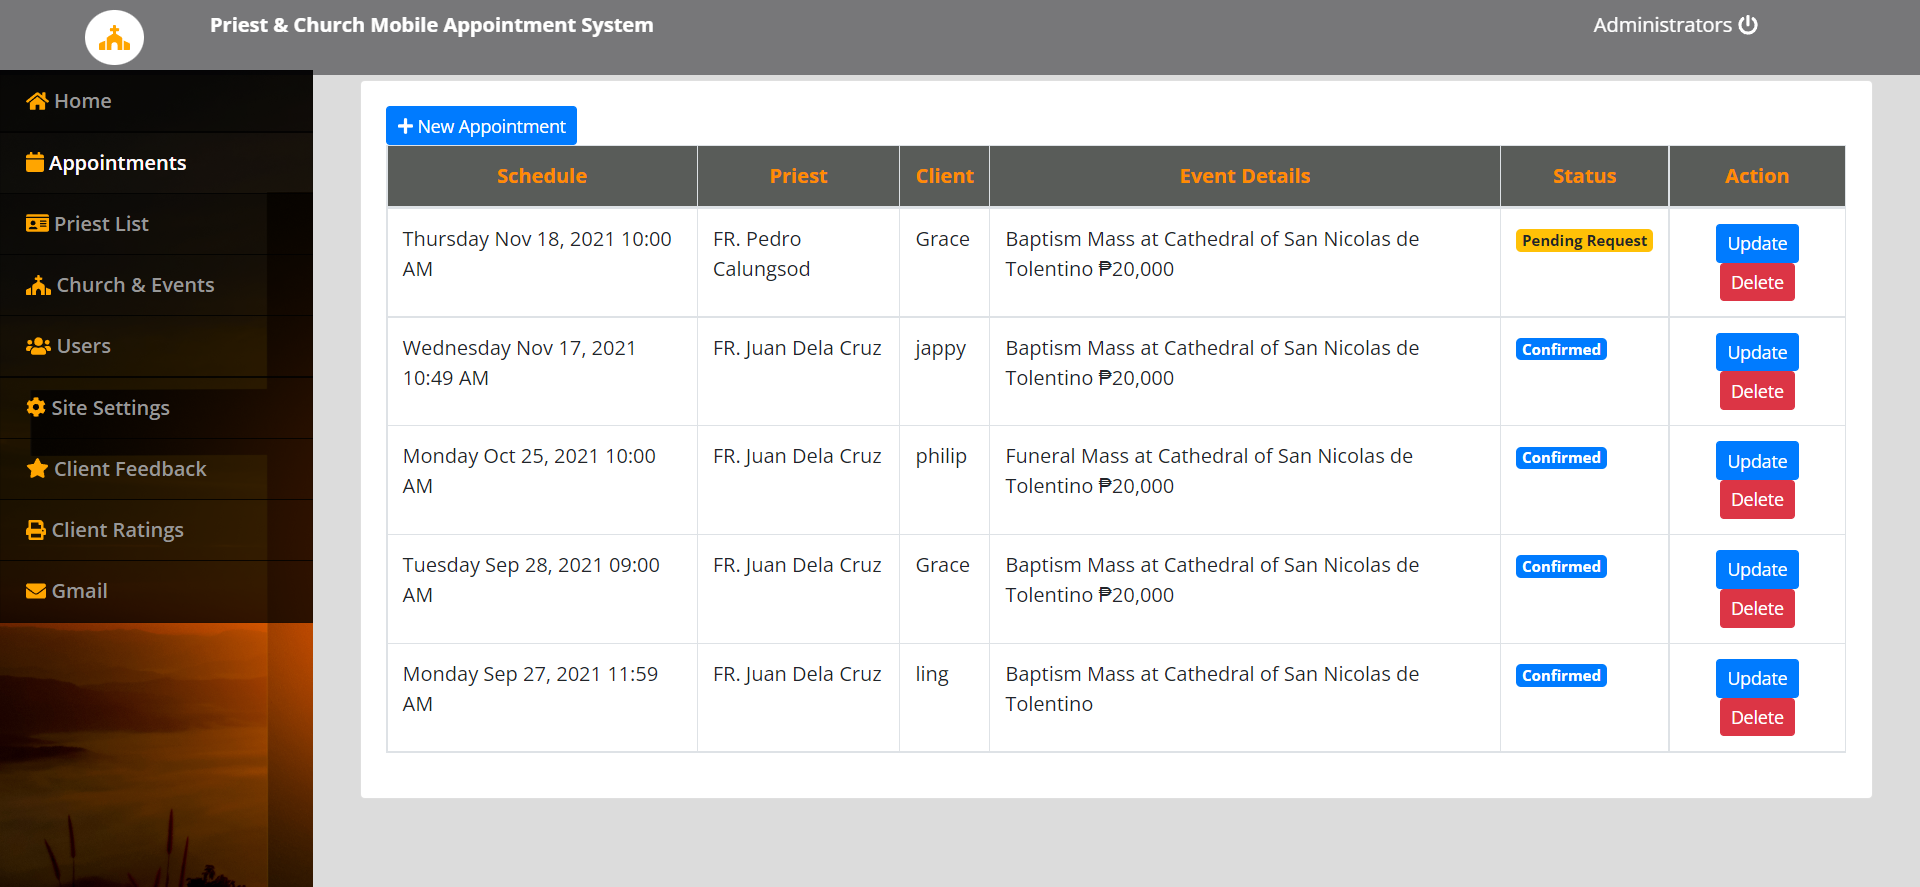 Priest & Church Mobile Appointment System
Administrators
Home
Appointments
Priest List
Church & Events
Users
Site Settings
Client Feedback
Client Ratings
Gmail
New Appointment
Schedule Priest Client Event Details Status Action
Thursday Nov 18, 2021 10:00 FR. Pedro Grace Baptism Mass at Cathedral of San Nicolas de Pending Request Update
AM Calungsod Tolentino ₱20,000 Delete
Wednesday Nov 17, 2021 FR. Juan Dela Cruz jappy Baptism Mass at Cathedral of San Nicolas de Confirmed Update
10:49 AM Tolentino ₱20,000 Delete
Monday Oct 25, 2021 10:00 FR. Juan Dela Cruz philip Funeral Mass at Cathedral of San Nicolas de Confirmed Update
AM Tolentino ₱20,000 Delete
Tuesday Sep 28, 2021 09:00 FR. Juan Dela Cruz Grace Baptism Mass at Cathedral of San Nicolas de Confirmed Update
AM Tolentino ₱20,000 Delete
Monday Sep 27, 2021 11:59 FR. Juan Dela Cruz ling Baptism Mass at Cathedral of San Nicolas de Confirmed Update
AM Tolentino Delete